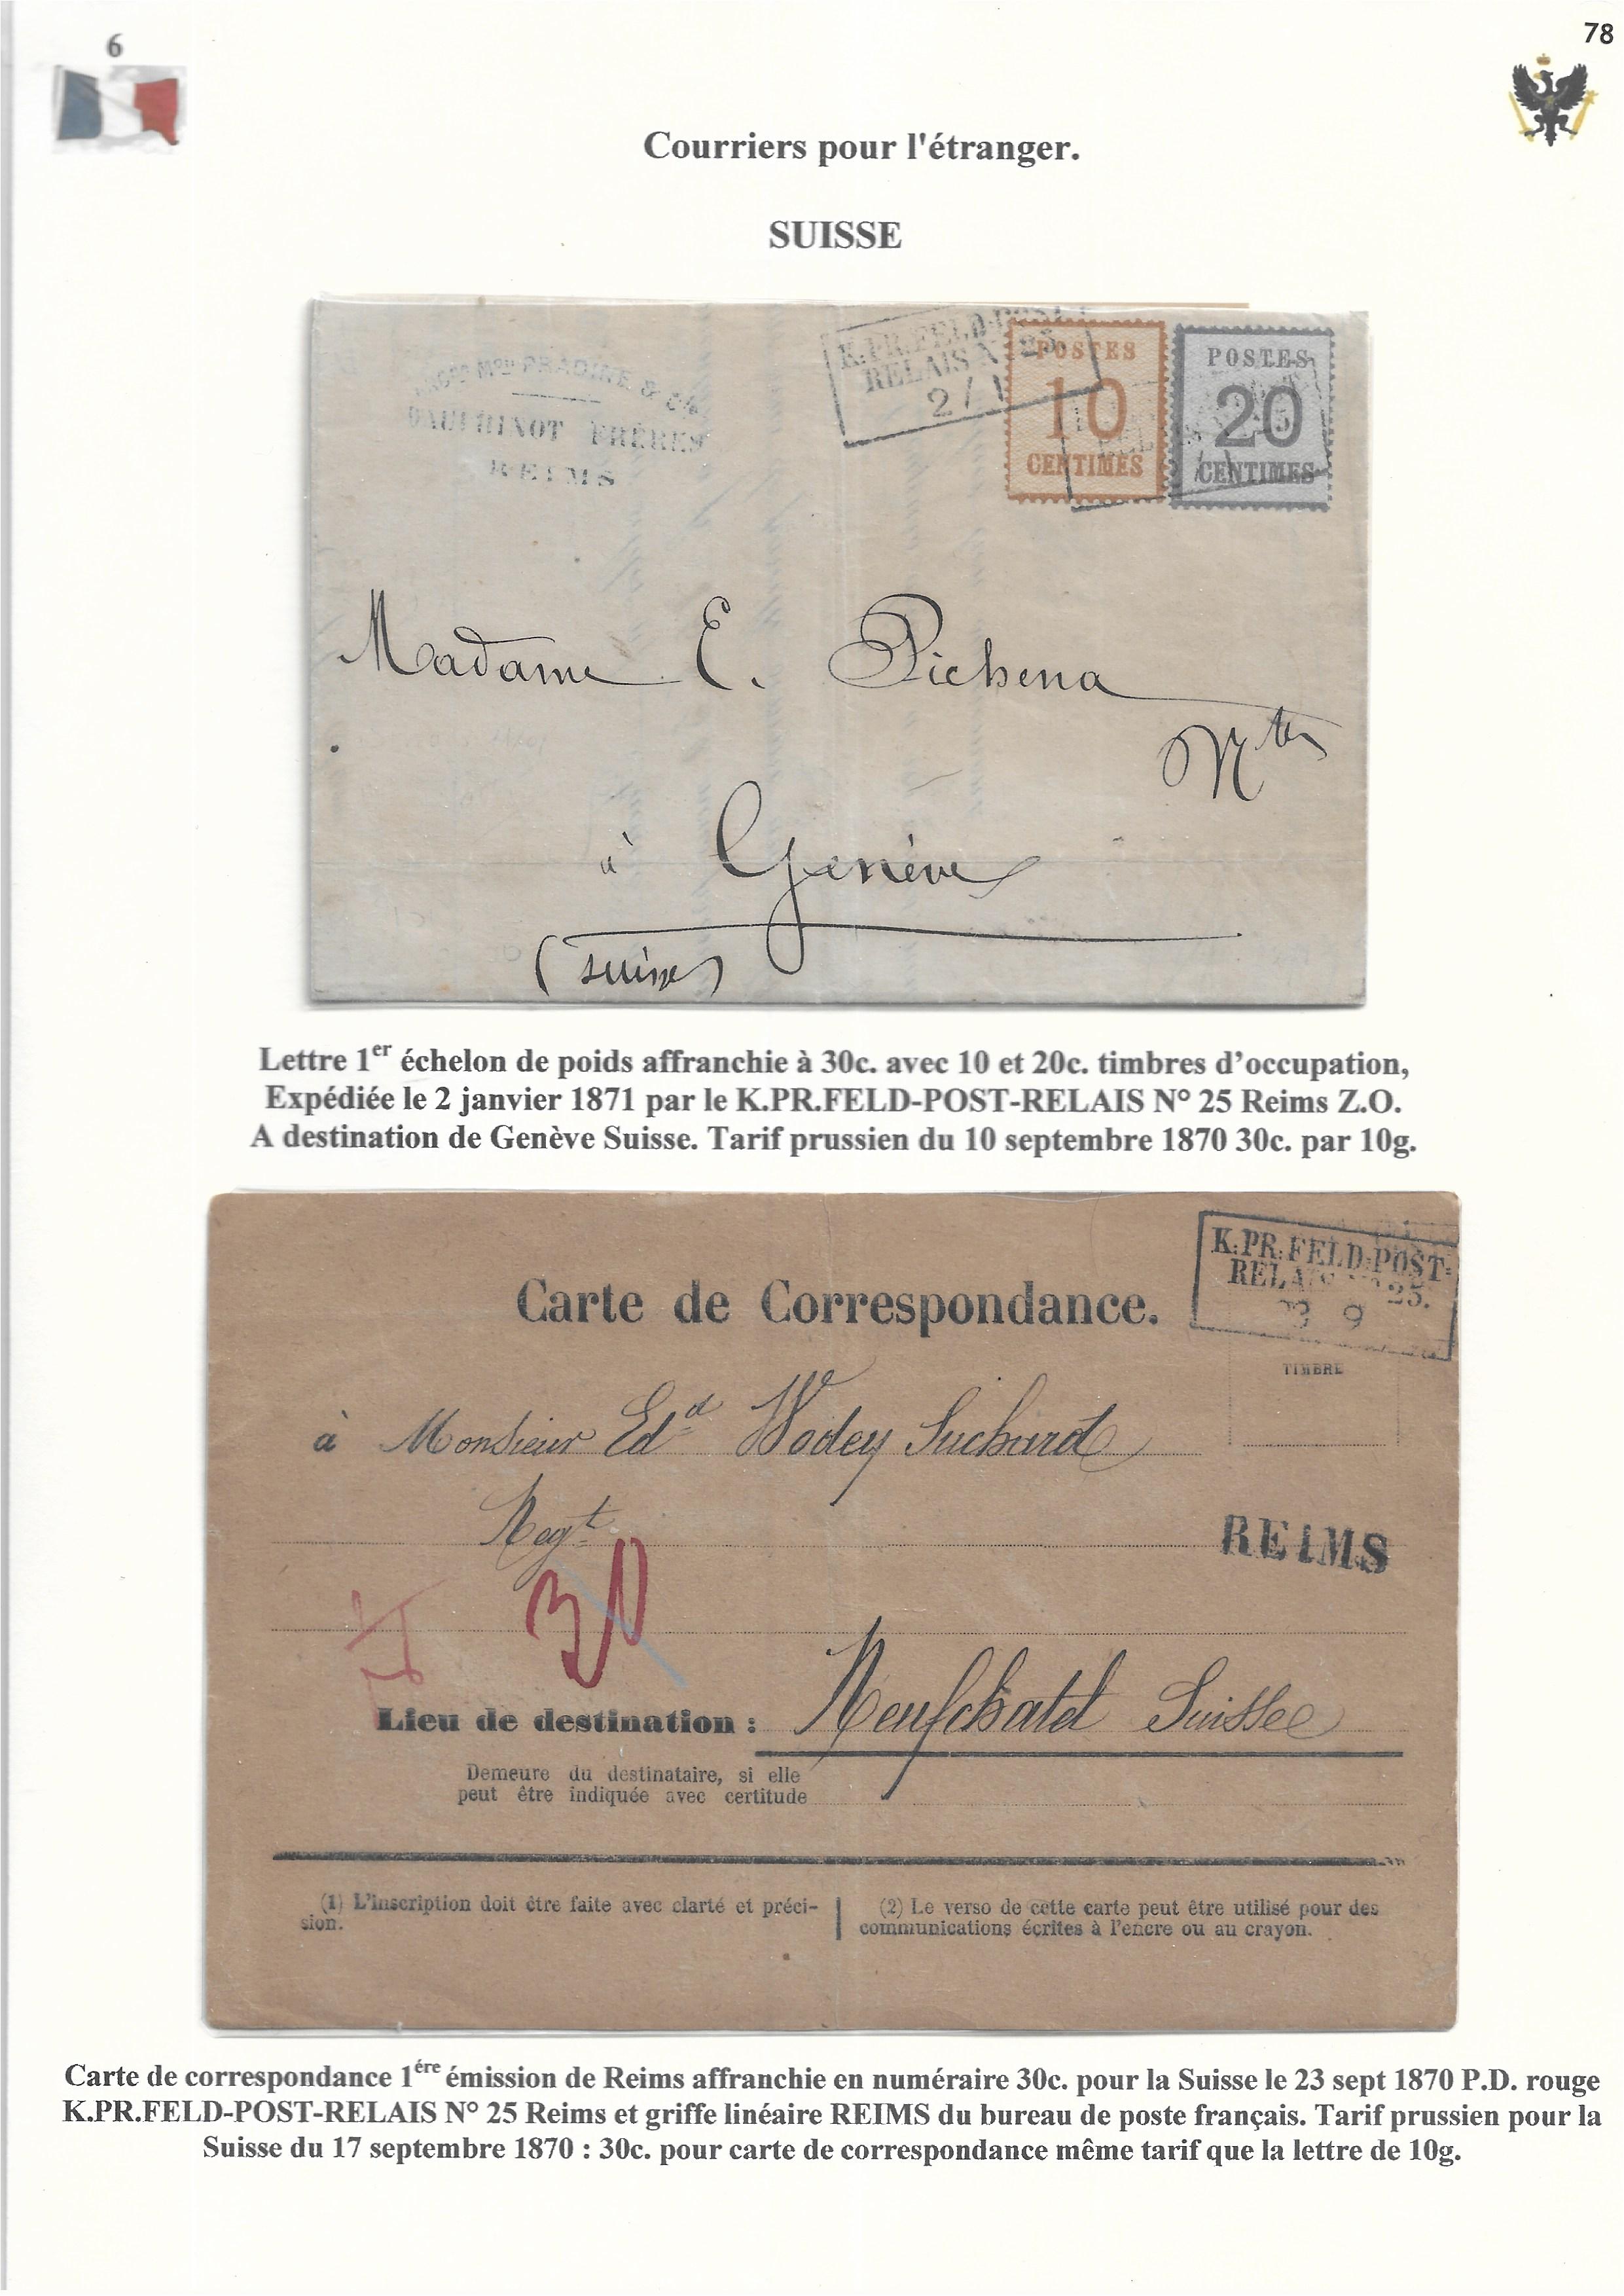 6
78
Courriers pour l'étranger.
SUISSE
PRADINE & Cie
DAUPHINOT FRÈRES
REIMS
K.PR.FELD-POST
RELAIS N° 25.
2/1
POSTES
10
CENTIMES
POSTES
20
CENTIMES
Madame E. Pichena
à Genève
(Suisse)
Lettre 1er échelon de poids affranchie à 30c. avec 10 et 20c. timbres d'occupation,
Expédiée le 2 janvier 1871 par le K.PR.FELD-POST-RELAIS N° 25 Reims Z.O.
A destination de Genève Suisse. Tarif prussien du 10 septembre 1870 30c. par 10g.
K.PR.FELD-POST-
RELAIS N° 25.
9
Carte de Correspondance.
TIMBRE
à Monsieur Edd Wodey Suchard
Negt
REIMS
30
Lieu de destination : Neufchatel Suisse
Demeure du destinataire, si elle
peut être indiquée avec certitude
(1) L'inscription doit être faite avec clarté et préci-
sion.
(2) Le verso de cette carte peut être utilisé pour des
communications écrites à l'encre ou au crayon.
Carte de correspondance 1ére émission de Reims affranchie en numéraire 30c. pour la Suisse le 23 sept 1870 P.D. rouge
K.PR.FELD-POST-RELAIS N° 25 Reims et griffe linéaire REIMS du bureau de poste français. Tarif prussien pour la
Suisse du 17 septembre 1870 : 30c. pour carte de correspondance même tarif que la lettre de 10g.